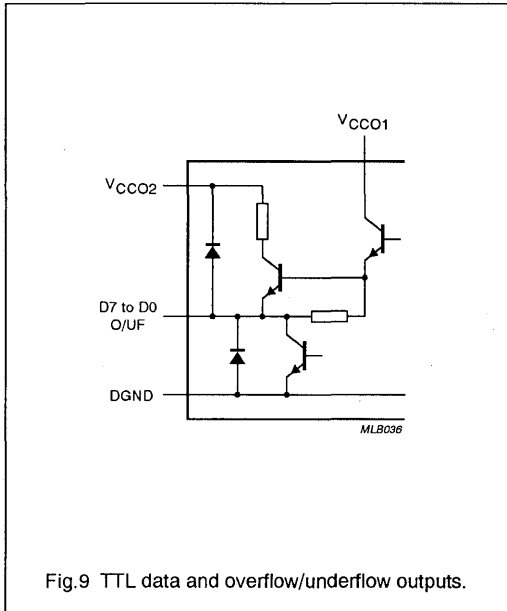 VCCO1
VCCO2
D7 to D0
O/UF
DGND
MLB036
Fig.9 TTL data and overflow/underflow outputs.